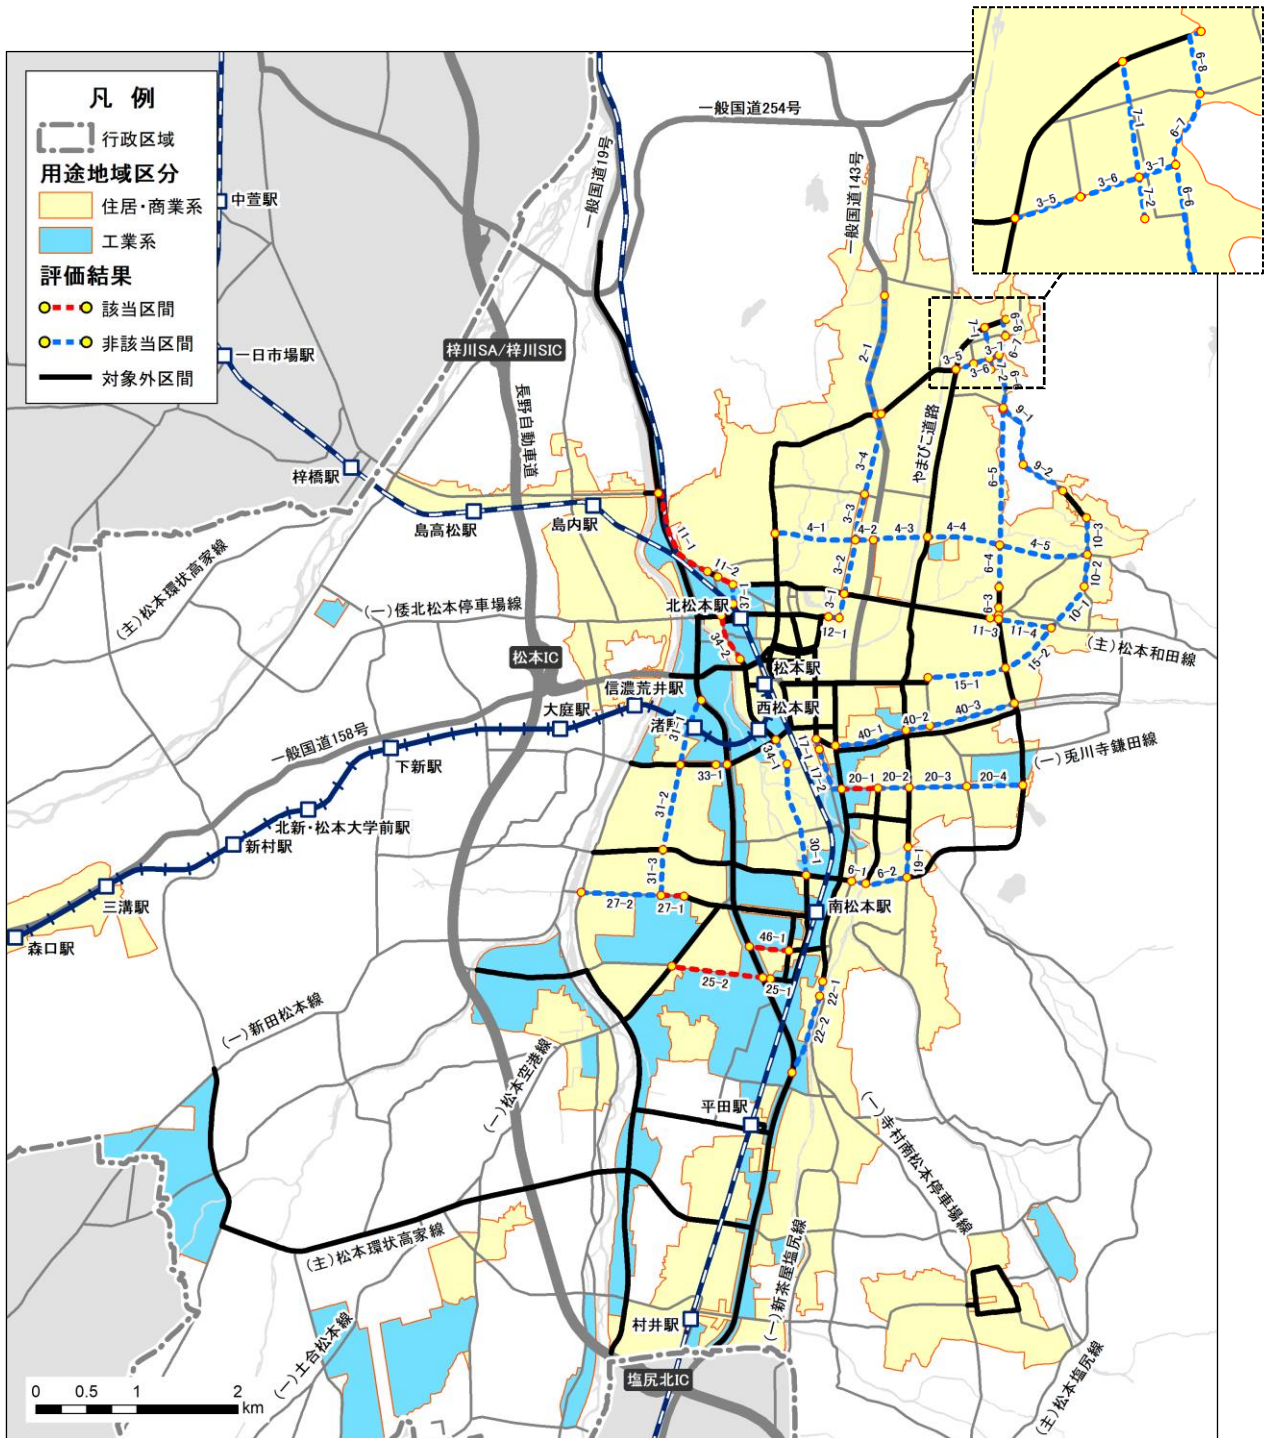 凡 例
行政区域
用途地域区分
住居・商業系
工業系
評価結果
該当区間
非該当区間
対象外区間
6-8
7-1
6-7
3-7
3-6
3-5
7-2
6-6
一般国道254号
一般国道19号
一般国道143号
中萱駅
一日市場駅
梓川SA/梓川SIC
長野自動車道
梓橋駅
島高松駅
島内駅
(主)松本環状高家線
(一)倭北松本停車場線
松本IC
北松本駅
松本駅
西松本駅
信濃荒井駅
大庭駅
渚駅
一般国道158号
下新駅
北新・松本大学前駅
新村駅
三溝駅
森口駅
やまびこ道路
6-8
7-1
6-7
3-5
3-7
3-6
7-2
6-6
2-1
9-1
9-2
3-4
6-5
3-3
4-1
4-2
4-3
4-4
4-5
10-3
3-2
6-4
10-2
11-1
11-2
37-1
3-1
12-1
6-3
11-3
11-4
10-1
(主)松本和田線
34-2
15-2
15-1
40-3
40-2
40-1
(一)兎川寺鎌田線
34-1
17-1
17-2
33-1
31-2
20-1
20-2
20-3
20-4
31-3
30-1
6-1
6-2
19-1
27-2
27-1
南松本駅
46-1
25-2
25-1
22-1
22-2
(一)新田松本線
(一)松本空港線
平田駅
(一)寺村南松本停車場線
(主)松本環状高家線
(一)新茶屋塩尻線
村井駅
(一)土合松本線
(主)松本塩尻線
塩尻北IC
0 0.5 1 2
km